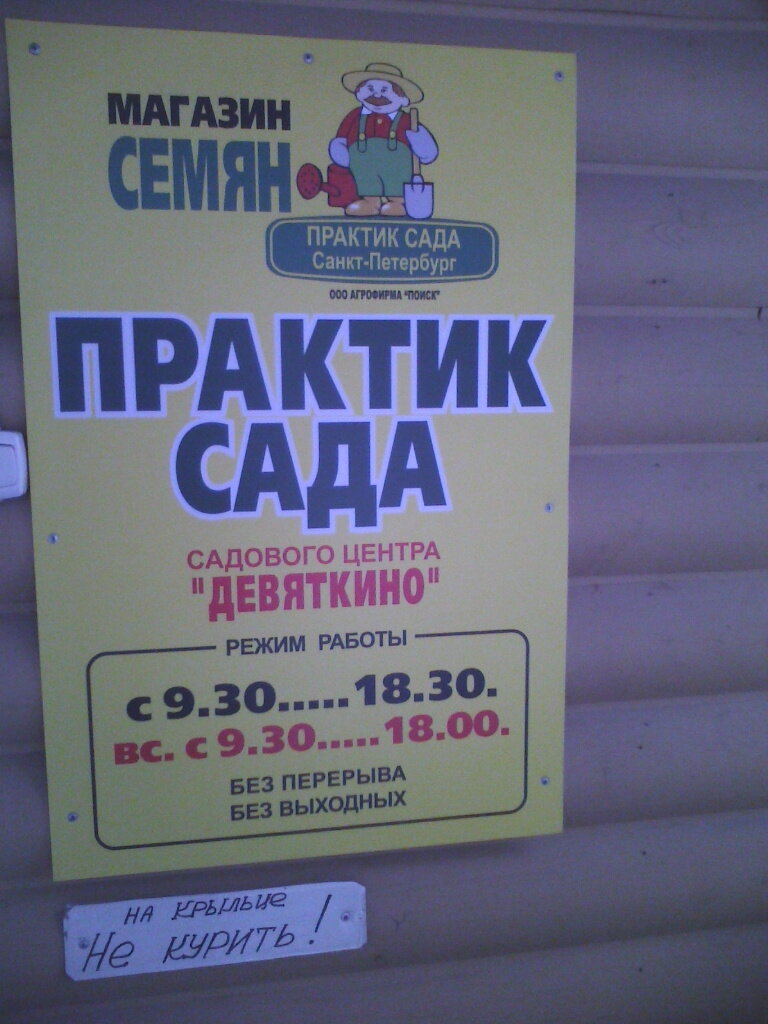 МАГАЗИН
СЕМЯН
ПРАКТИК САДА
Санкт-Петербург
ООО АГРОФИРМА "ПОИСК"
ПРАКТИК
САДА
САДОВОГО ЦЕНТРА
"ДЕВЯТКИНО"
РЕЖИМ РАБОТЫ
с 9.30.....18.30.
вс. с 9.30.....18.00.
БЕЗ ПЕРЕРЫВА
БЕЗ ВЫХОДНЫХ
НА КРЫЛЬЦЕ
Не КУРИТЬ!